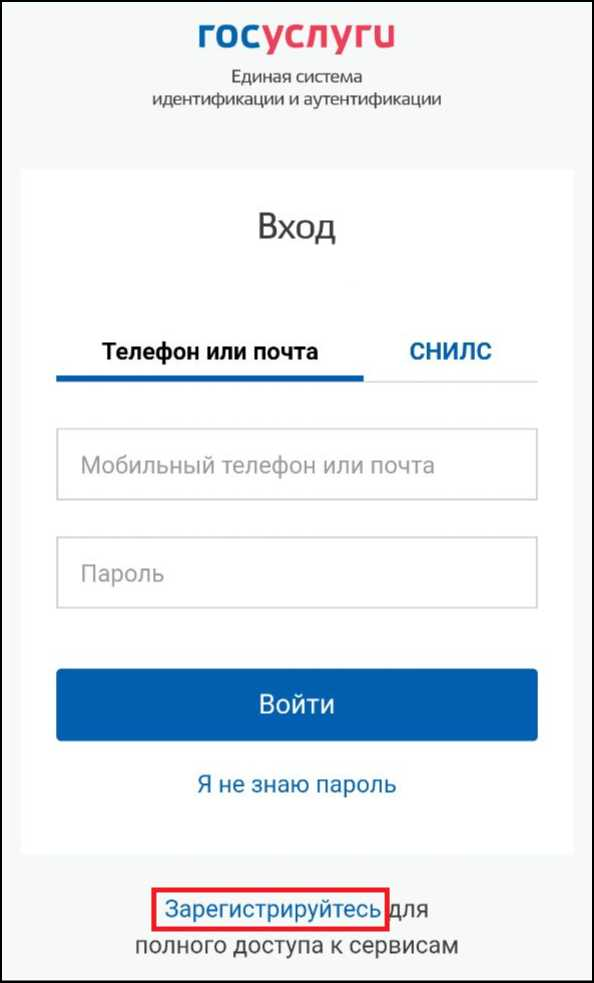 госуслуги
Единая система
идентификации и аутентификации
Вход
Телефон или почта СНИЛС
Мобильный телефон или почта
Пароль
Войти
Я не знаю пароль
Зарегистрируйтесь для
полного доступа к сервисам